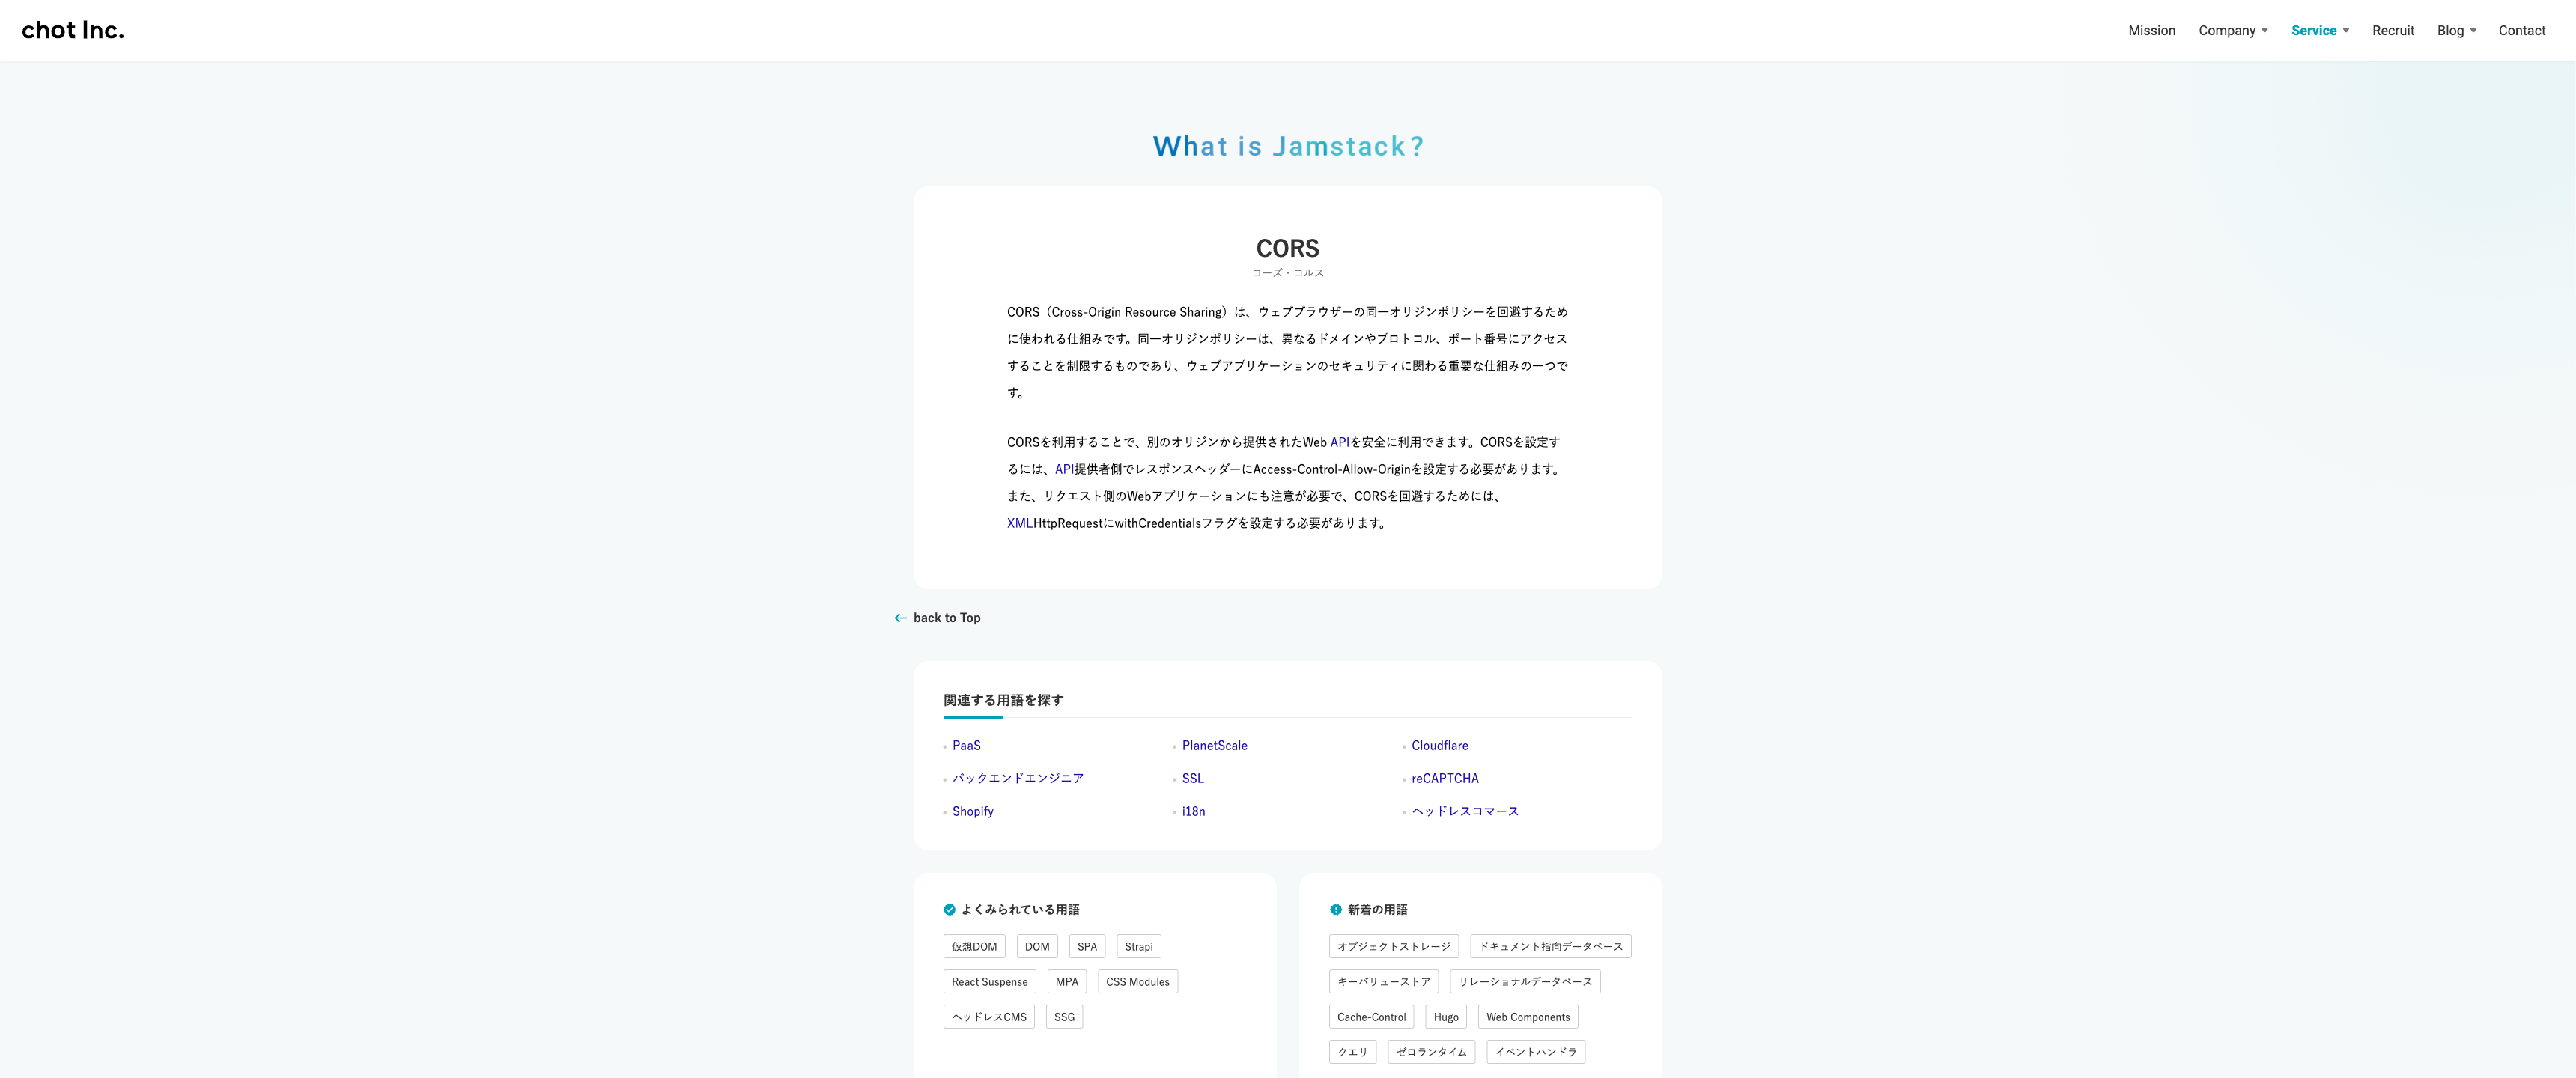 chot Inc.
Mission Company Service Recruit Blog Contact
What is Jamstack?
CORS
コーズ・コルス
CORS（Cross-Origin Resource Sharing）は、ウェブブラウザーの同一オリジンポリシーを回避するため
に使われる仕組みです。同一オリジンポリシーは、異なるドメインやプロトコル、ポート番号にアクセス
することを制限するものであり、ウェブアプリケーションのセキュリティに関わる重要な仕組みの一つで
す。
CORSを利用することで、別のオリジンから提供されたWeb APIを安全に利用できます。CORSを設定す
るには、API提供者側でレスポンスヘッダーにAccess-Control-Allow-Originを設定する必要があります。
また、リクエスト側のWebアプリケーションにも注意が必要で、CORSを回避するためには、
XMLHttpRequestにwithCredentialsフラグを設定する必要があります。
back to Top
関連する用語を探す
PaaS PlanetScale Cloudflare
バックエンドエンジニア SSL reCAPTCHA
Shopify i18n ヘッドレスコマース
よくみられている用語
仮想DOM DOM SPA Strapi
React Suspense MPA CSS Modules
ヘッドレスCMS SSG
新着の用語
オブジェクトストレージ ドキュメント指向データベース
キーバリューストア リレーショナルデータベース
Cache-Control Hugo Web Components
クエリ ゼロランタイム イベントハンドラ